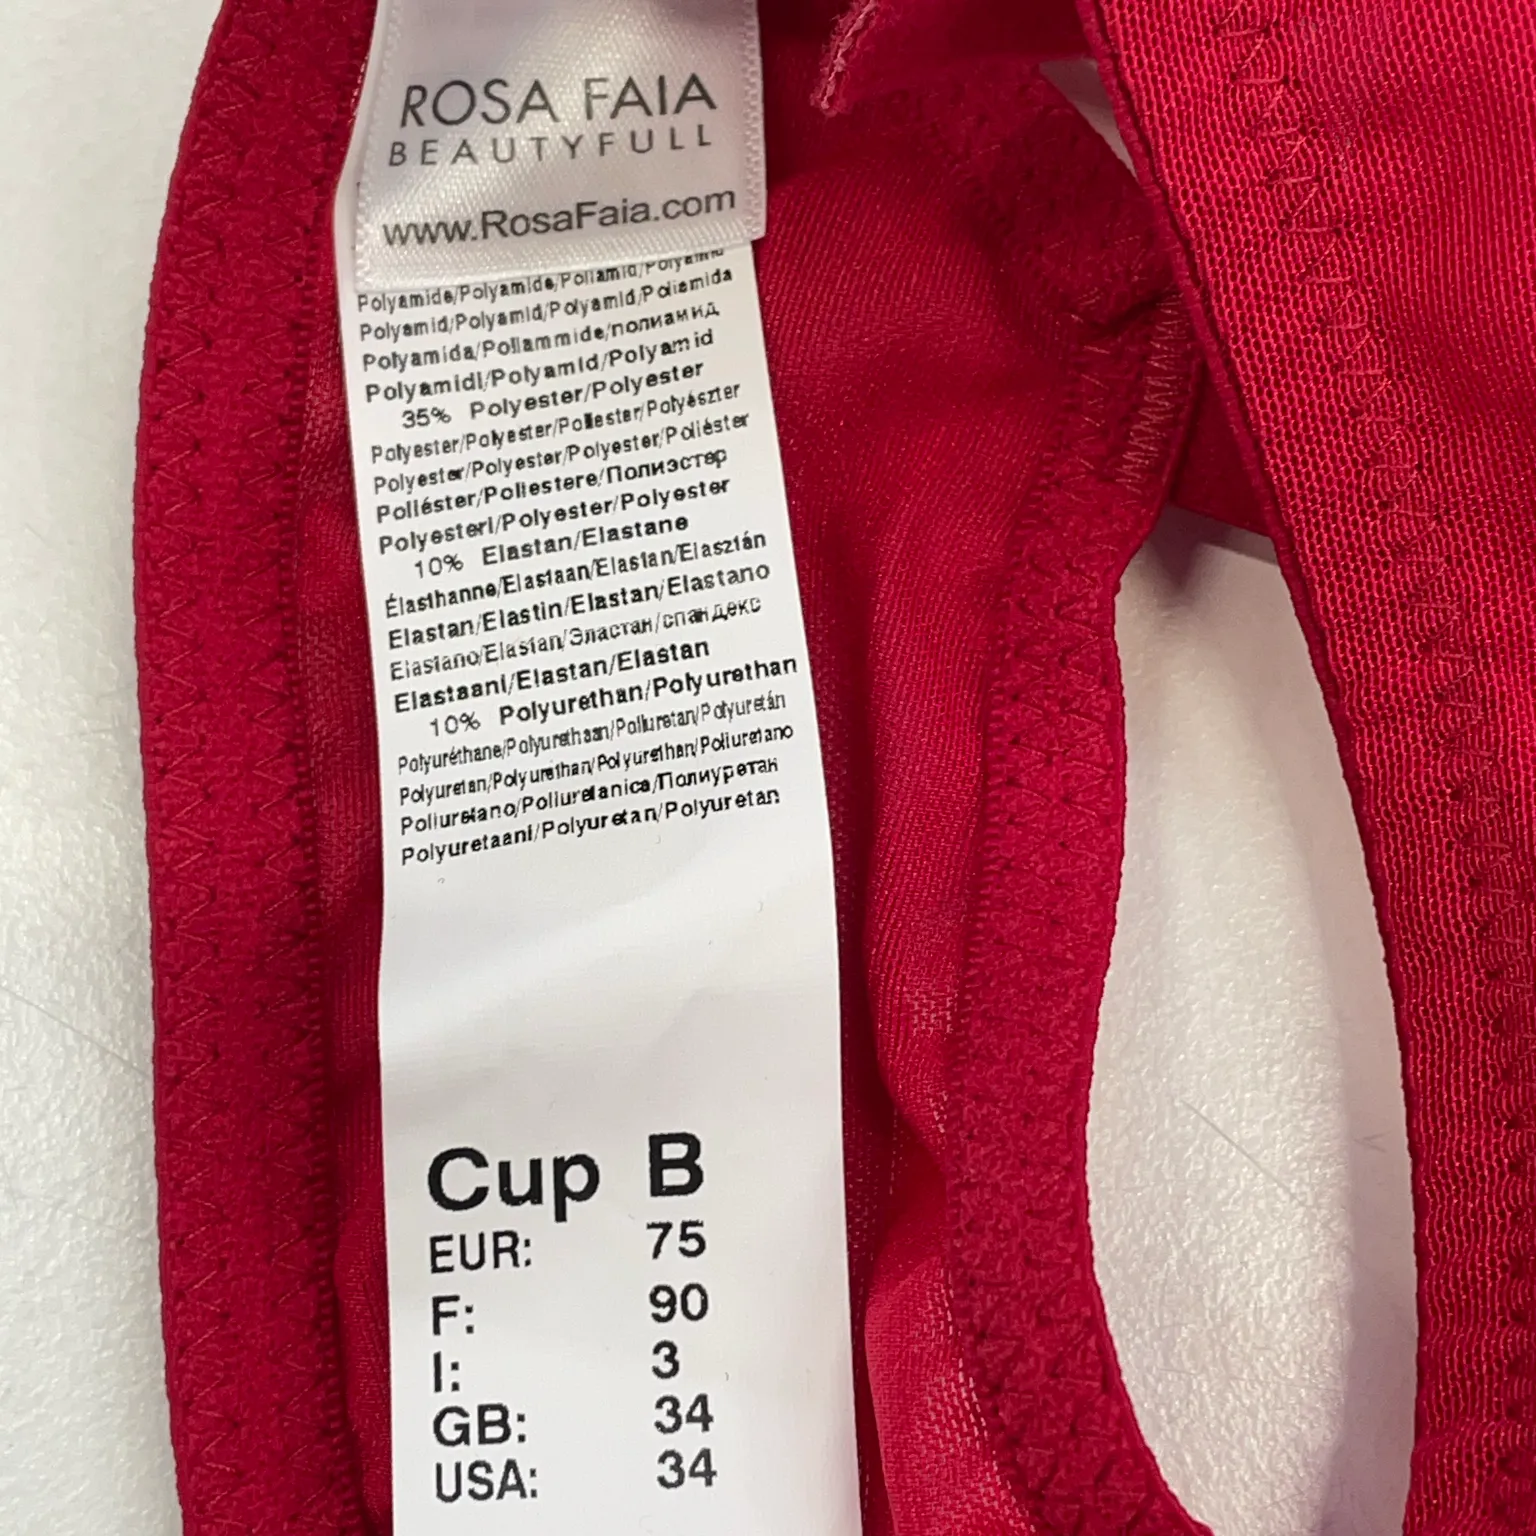 ROSA FAIA
BEAUTYFULL
www.RosaFaia.com
Polyamide/Polyamide/Poliamid/Polyamid
Polyamid/Polyamid/Polyamid/Poliamida
Polyamida/Poliammide/полиамид
Polyamidi/Polyamid/Polyamid
35% Polyester/Polyester
Polyester/Polyester/Poliester/Polyészter
Polyester/Polyester/Polyester/Poliéster
Poliéster/Poliestere/Полиэстер
Polyesteri/Polyester/Polyester
10% Elastan/Elastane
Élasthanne/Elastaan/Elastan/Elasztán
Elastan/Elastin/Elastan/Elastano
Elastano/Elastan/Эластан/спандекс
Elastaani/Elastan/Elastan
10% Polyurethan/Polyurethan
Polyuréthane/Polyurethaan/Poliuretan/Polyuretán
Polyuretan/Polyurethan/Polyurethan/Poliuretano
Poliuretano/Poliuretanica/Полиуретан
Polyuretaani/Polyuretan/Polyuretan
Cup B
EUR: 75
F: 90
I: 3
GB: 34
USA: 34